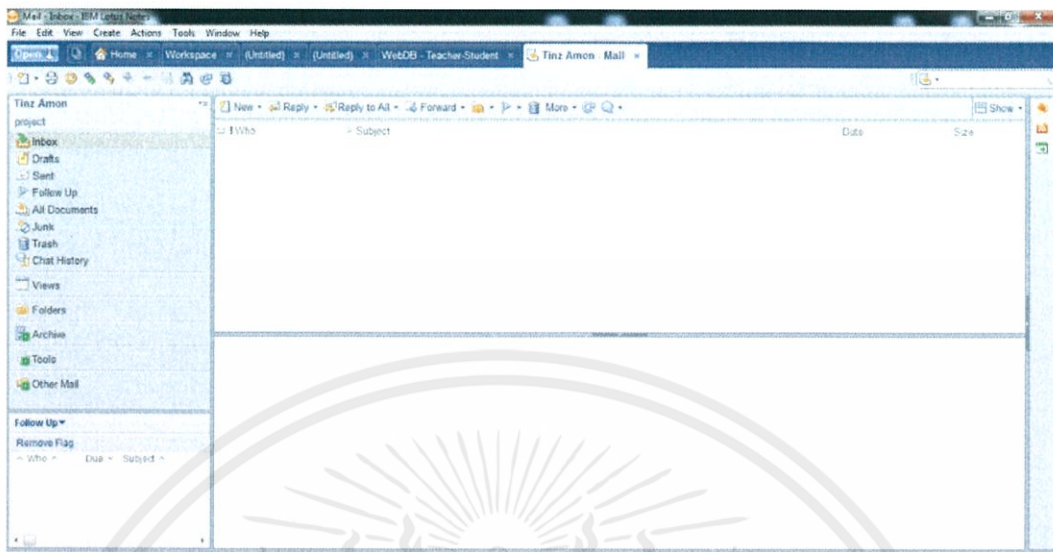 Mail - Inbox - IBM Lotus Notes
File Edit View Create Actions Tools Window Help
Open Home Workspace (Untitled) (Untitled) WebDB - Teacher-Student Tinz Amon - Mail
Tinz Amon
project
Inbox
Drafts
Sent
Follow Up
All Documents
Junk
Trash
Chat History
Views
Folders
Archive
Tools
Other Mail
Follow Up
Remove Flag
Who Due Subject
New Reply Reply to All Forward More Show
! Who Subject Date Size